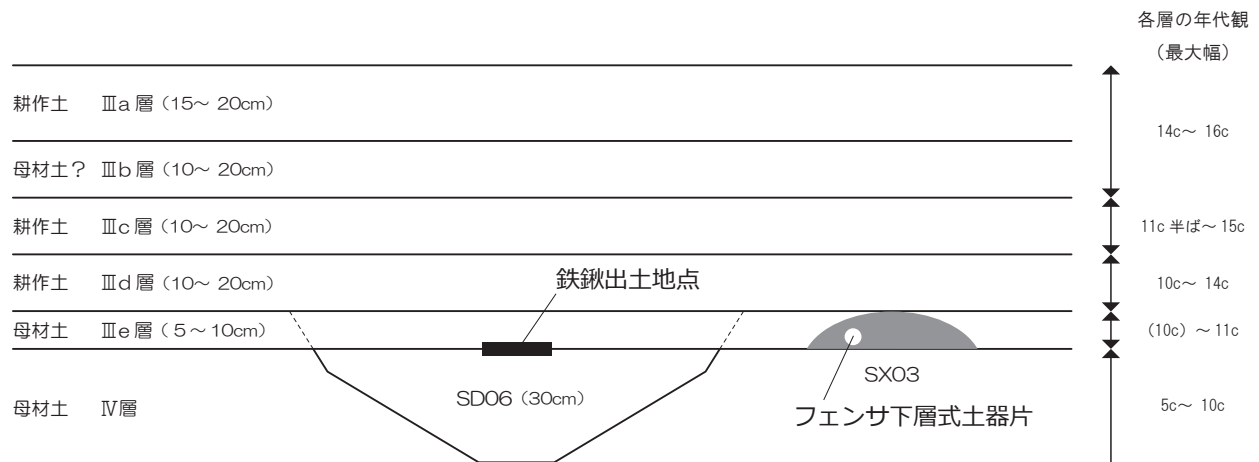 各層の年代観
（最大幅）
耕作土 Ⅲa 層（15～ 20cm）
14c～ 16c
母材土？ Ⅲb 層（10～ 20cm）
耕作土 Ⅲc 層（10～ 20cm）
11c 半ば～ 15c
鉄鍬出土地点
耕作土 Ⅲd 層（10～ 20cm）
10c～ 14c
母材土 Ⅲe 層（5～10cm）
(10c) ～ 11c
SX03
SD06（30cm）
母材土 Ⅳ層
フェンサ下層式土器片
5c～ 10c